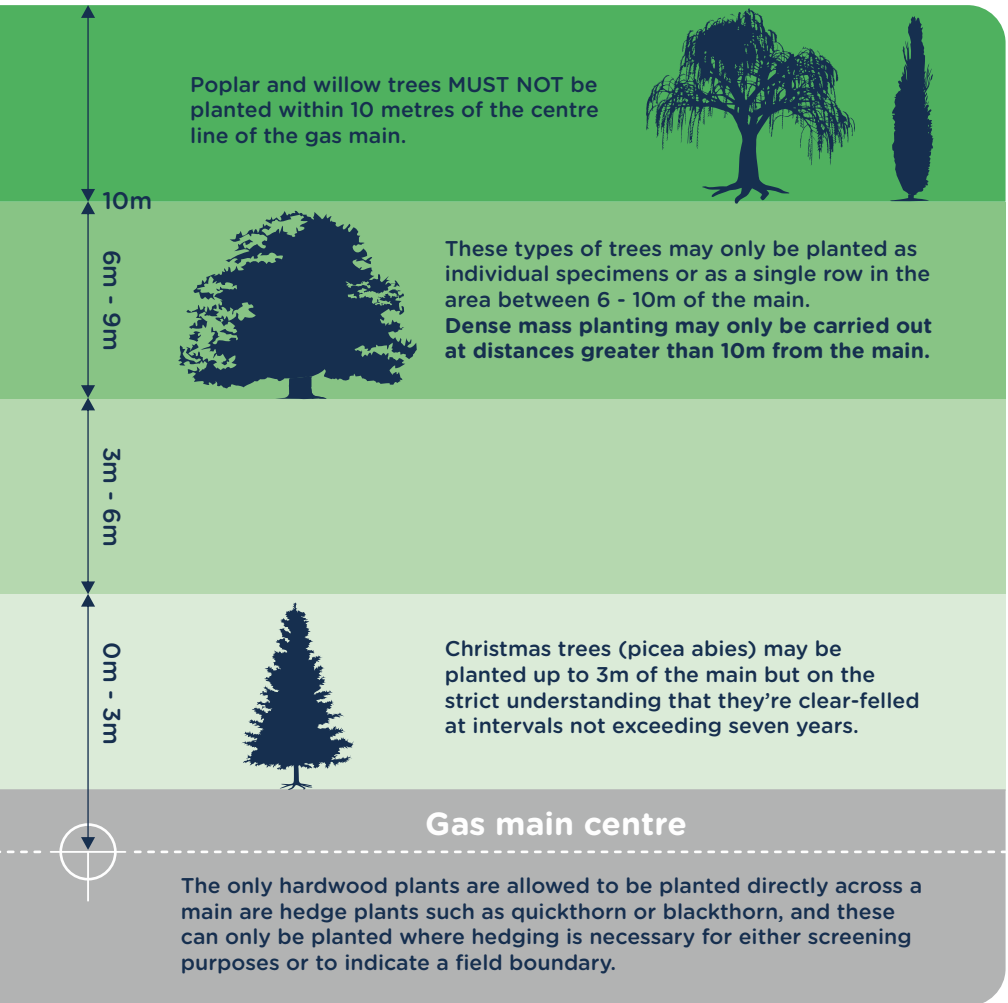 Poplar and willow trees MUST NOT be
planted within 10 metres of the centre
line of the gas main.
10m
6m - 9m
These types of trees may only be planted as
individual specimens or as a single row in the
area between 6 - 10m of the main.
Dense mass planting may only be carried out
at distances greater than 10m from the main.
3m - 6m
0m - 3m
Christmas trees (picea abies) may be
planted up to 3m of the main but on the
strict understanding that they're clear-felled
at intervals not exceeding seven years.
Gas main centre
The only hardwood plants are allowed to be planted directly across a
main are hedge plants such as quickthorn or blackthorn, and these
can only be planted where hedging is necessary for either screening
purposes or to indicate a field boundary.